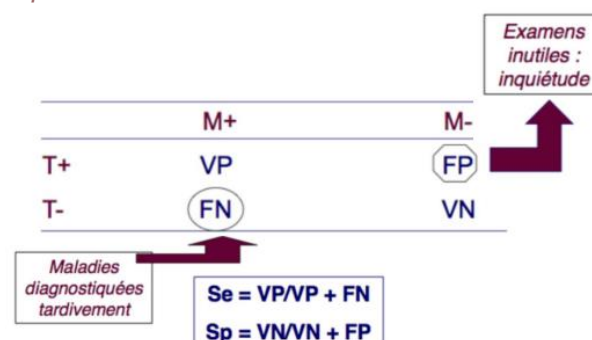 Examens
inutiles :
inquiétude
M+ M-
T+ VP FP
T- FN VN
Maladies
diagnostiquées
tardivement
Se = VP/VP + FN
Sp = VN/VN + FP